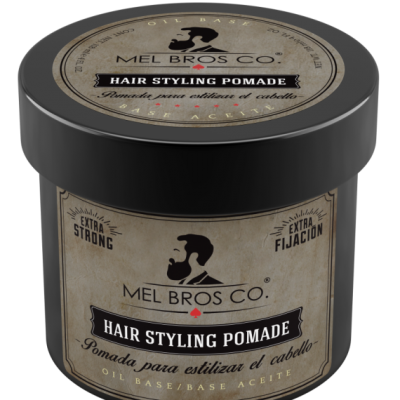 OIL BASE
MEL BROS CO.®
HAIR STYLING POMADE
-Pomada para estilizar el cabello-
BASE ACEITE
EXTRA
STRONG
EXTRA
FIJACIÓN
MEL BROS CO.®
HAIR STYLING POMADE
-Pomada para estilizar el cabello-
OIL BASE/BASE ACEITE